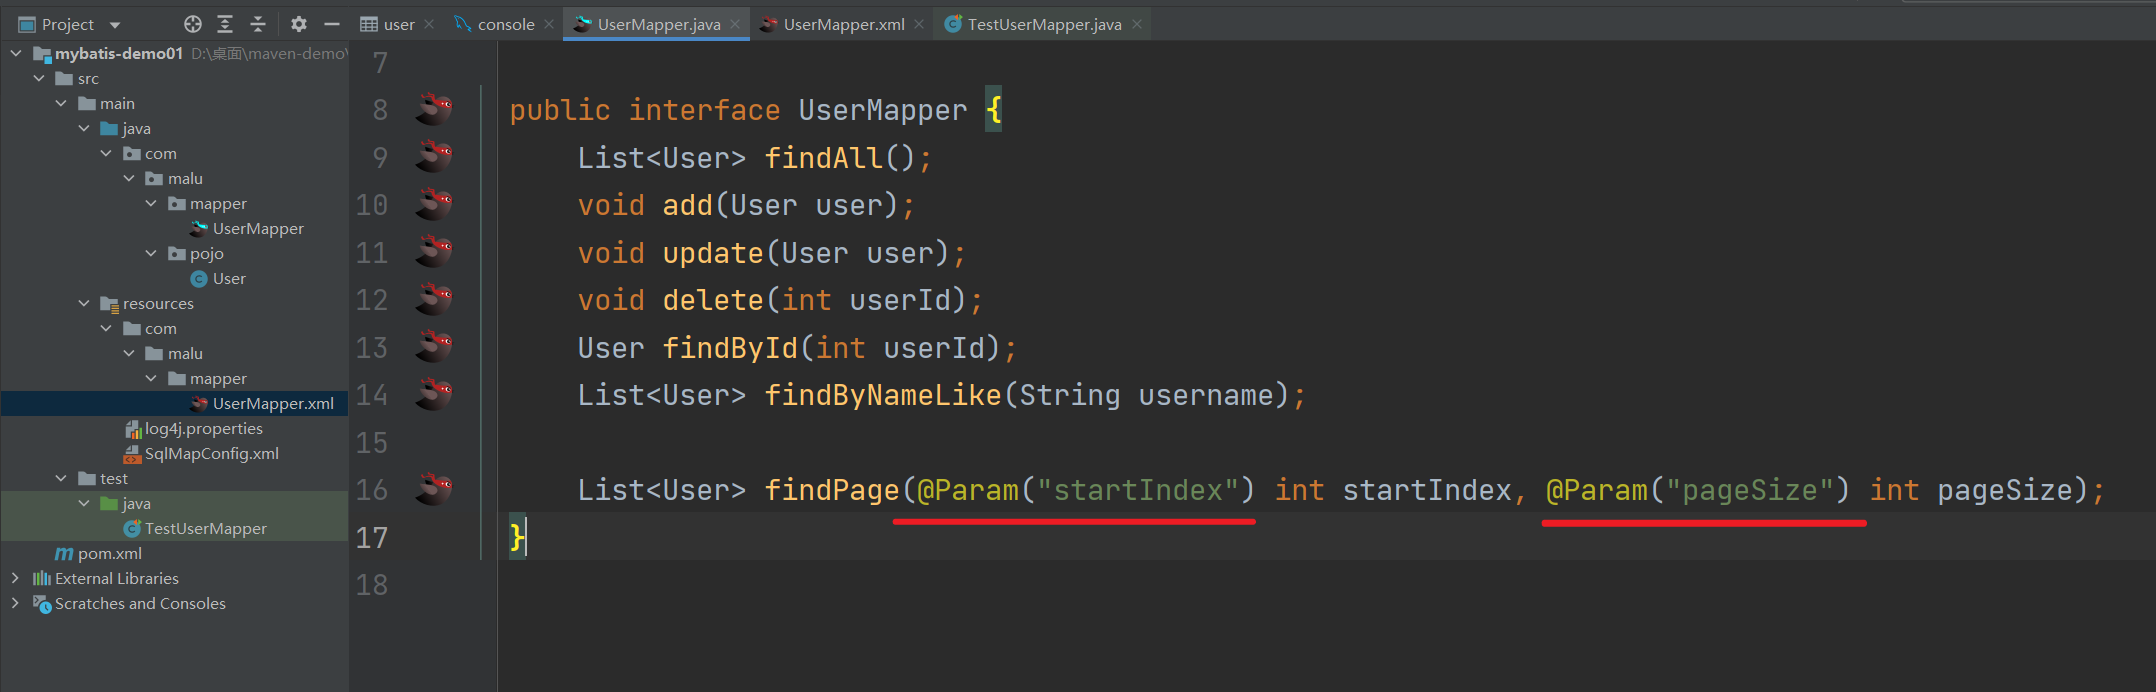 Project
user
console
UserMapper.java
UserMapper.xml
TestUserMapper.java
mybatis-demo01 D:\桌面\maven-demo\
src
main
java
com
malu
mapper
UserMapper
pojo
User
resources
com
malu
mapper
UserMapper.xml
log4j.properties
SqlMapConfig.xml
test
java
TestUserMapper
pom.xml
External Libraries
Scratches and Consoles
7
8 public interface UserMapper {
9 List<User> findAll();
10 void add(User user);
11 void update(User user);
12 void delete(int userId);
13 User findById(int userId);
14 List<User> findByNameLike(String username);
15
16 List<User> findPage(@Param("startIndex") int startIndex, @Param("pageSize") int pageSize);
17 }
18